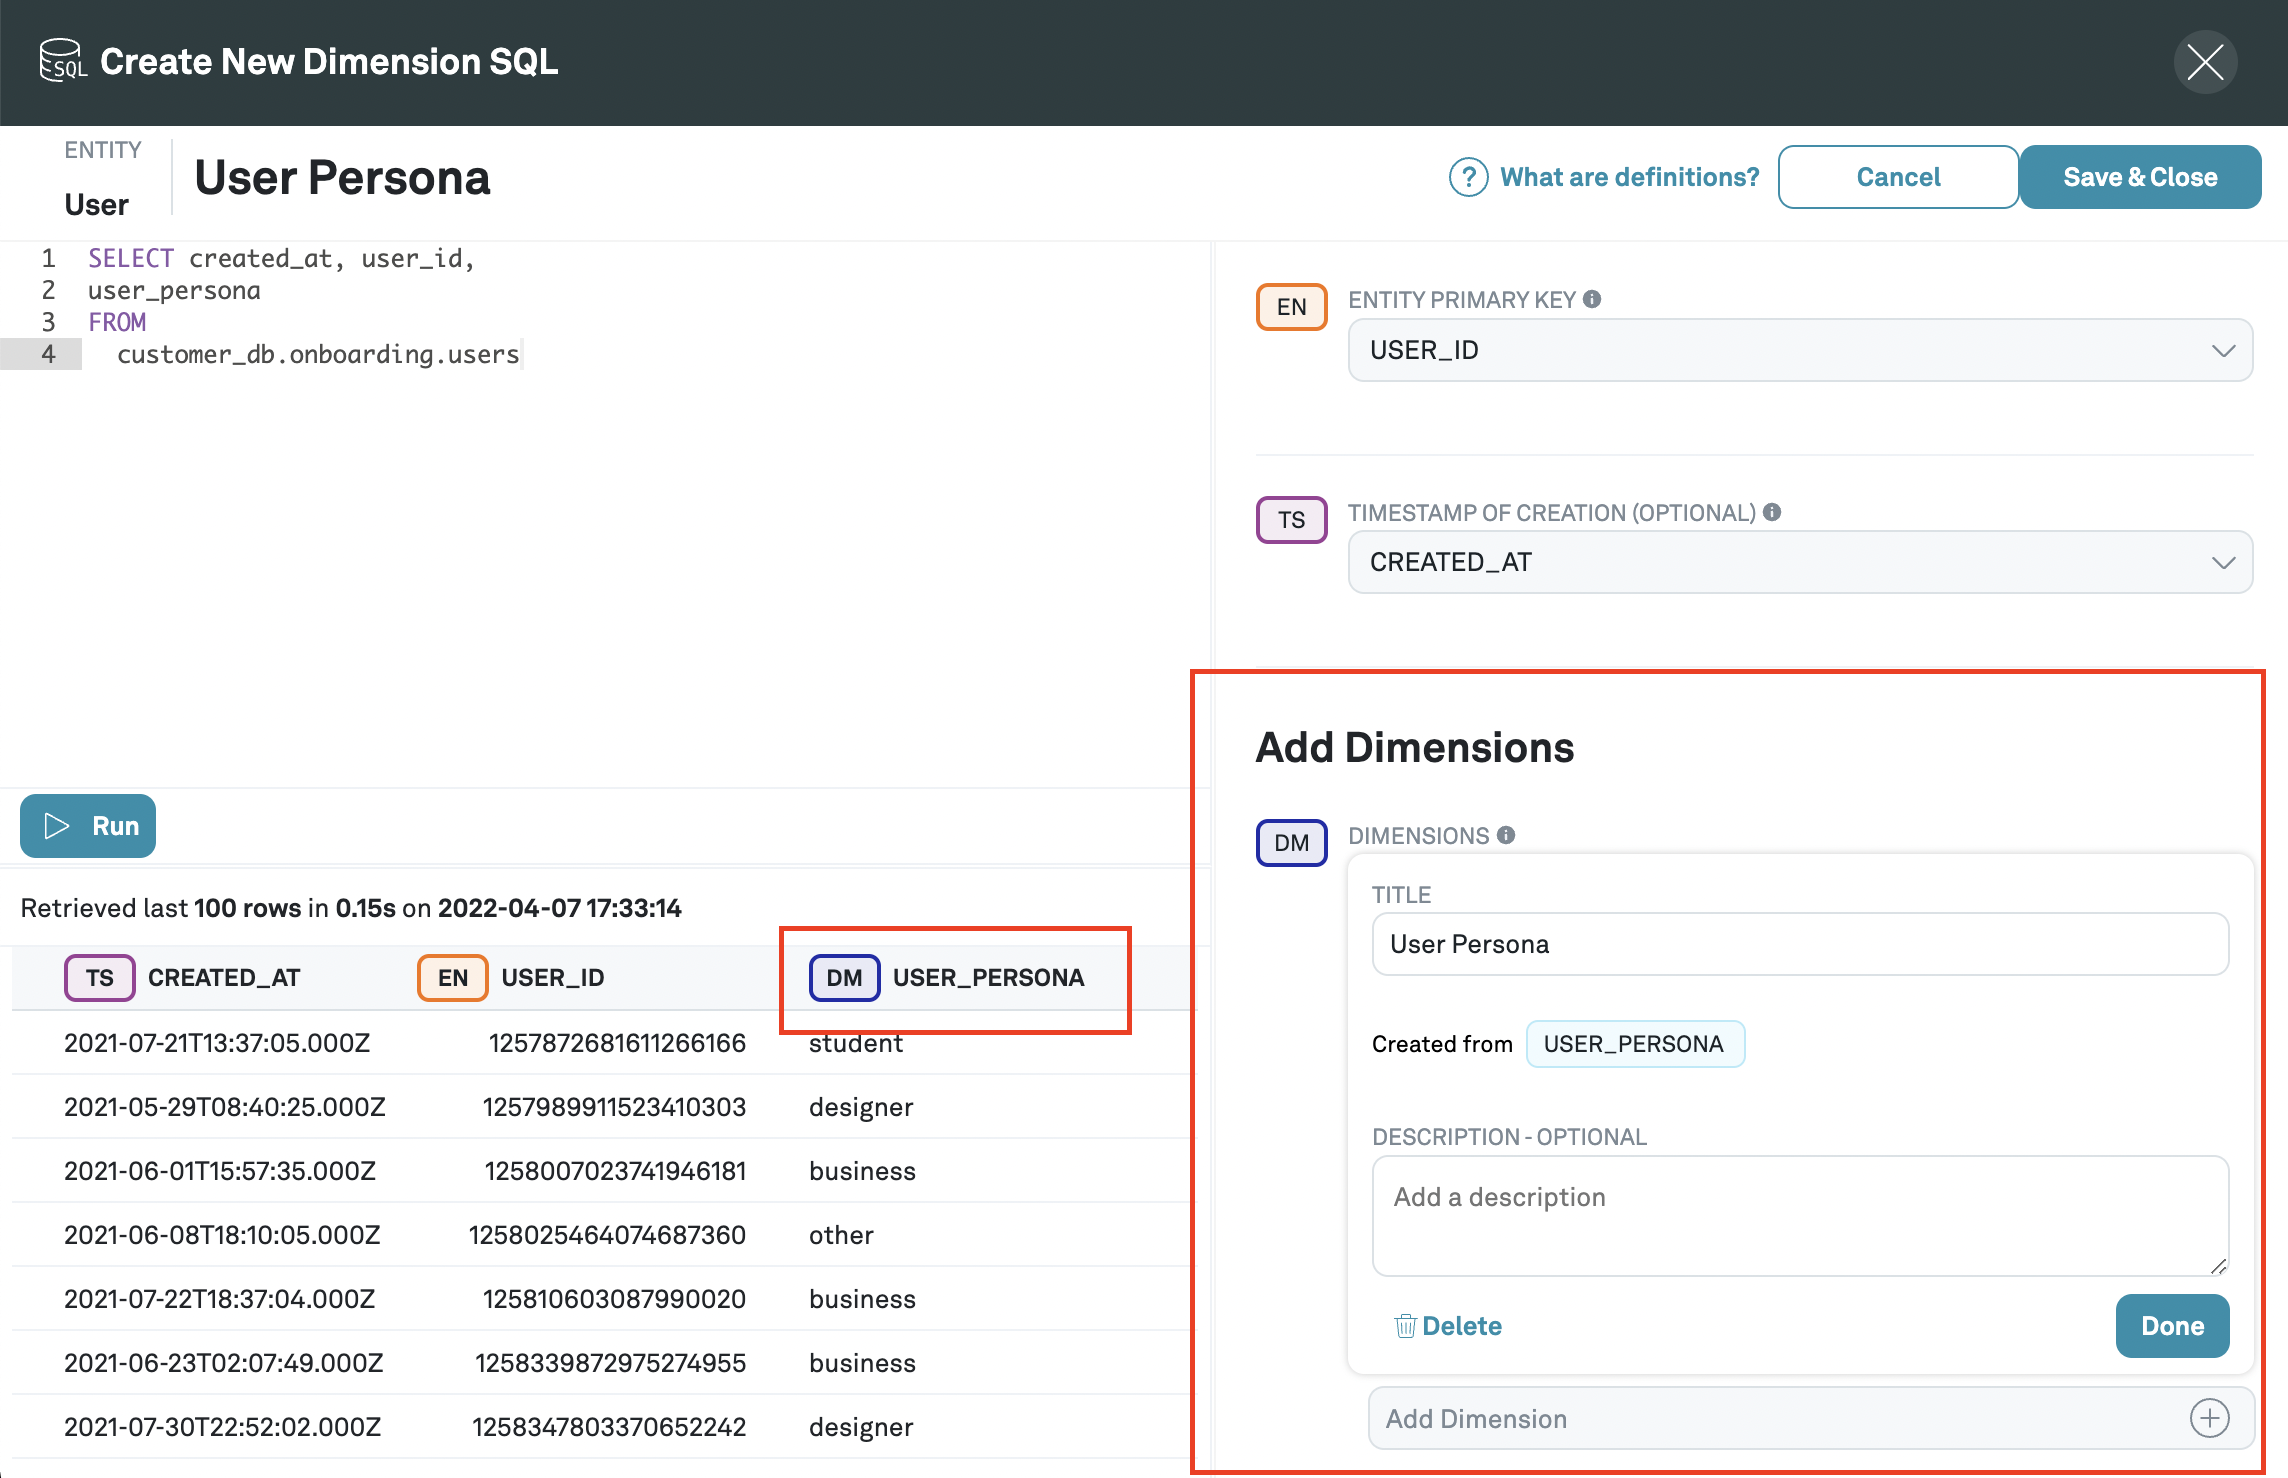 SQL Create New Dimension SQL
ENTITY
User
User Persona
? What are definitions?
Cancel
Save & Close
1 SELECT created_at, user_id,
2 user_persona
3 FROM
4 customer_db.onboarding.users
EN ENTITY PRIMARY KEY
USER_ID
TS TIMESTAMP OF CREATION (OPTIONAL)
CREATED_AT
Run
Retrieved last 100 rows in 0.15s on 2022-04-07 17:33:14
TS CREATED_AT EN USER_ID DM USER_PERSONA
2021-07-21T13:37:05.000Z 1257872681611266166 student
2021-05-29T08:40:25.000Z 1257989911523410303 designer
2021-06-01T15:57:35.000Z 1258007023741946181 business
2021-06-08T18:10:05.000Z 1258025464074687360 other
2021-07-22T18:37:04.000Z 125810603087990020 business
2021-06-23T02:07:49.000Z 1258339872975274955 business
2021-07-30T22:52:02.000Z 1258347803370652242 designer
Add Dimensions
DM DIMENSIONS
TITLE
User Persona
Created from USER_PERSONA
DESCRIPTION - OPTIONAL
Add a description
Delete
Done
Add Dimension